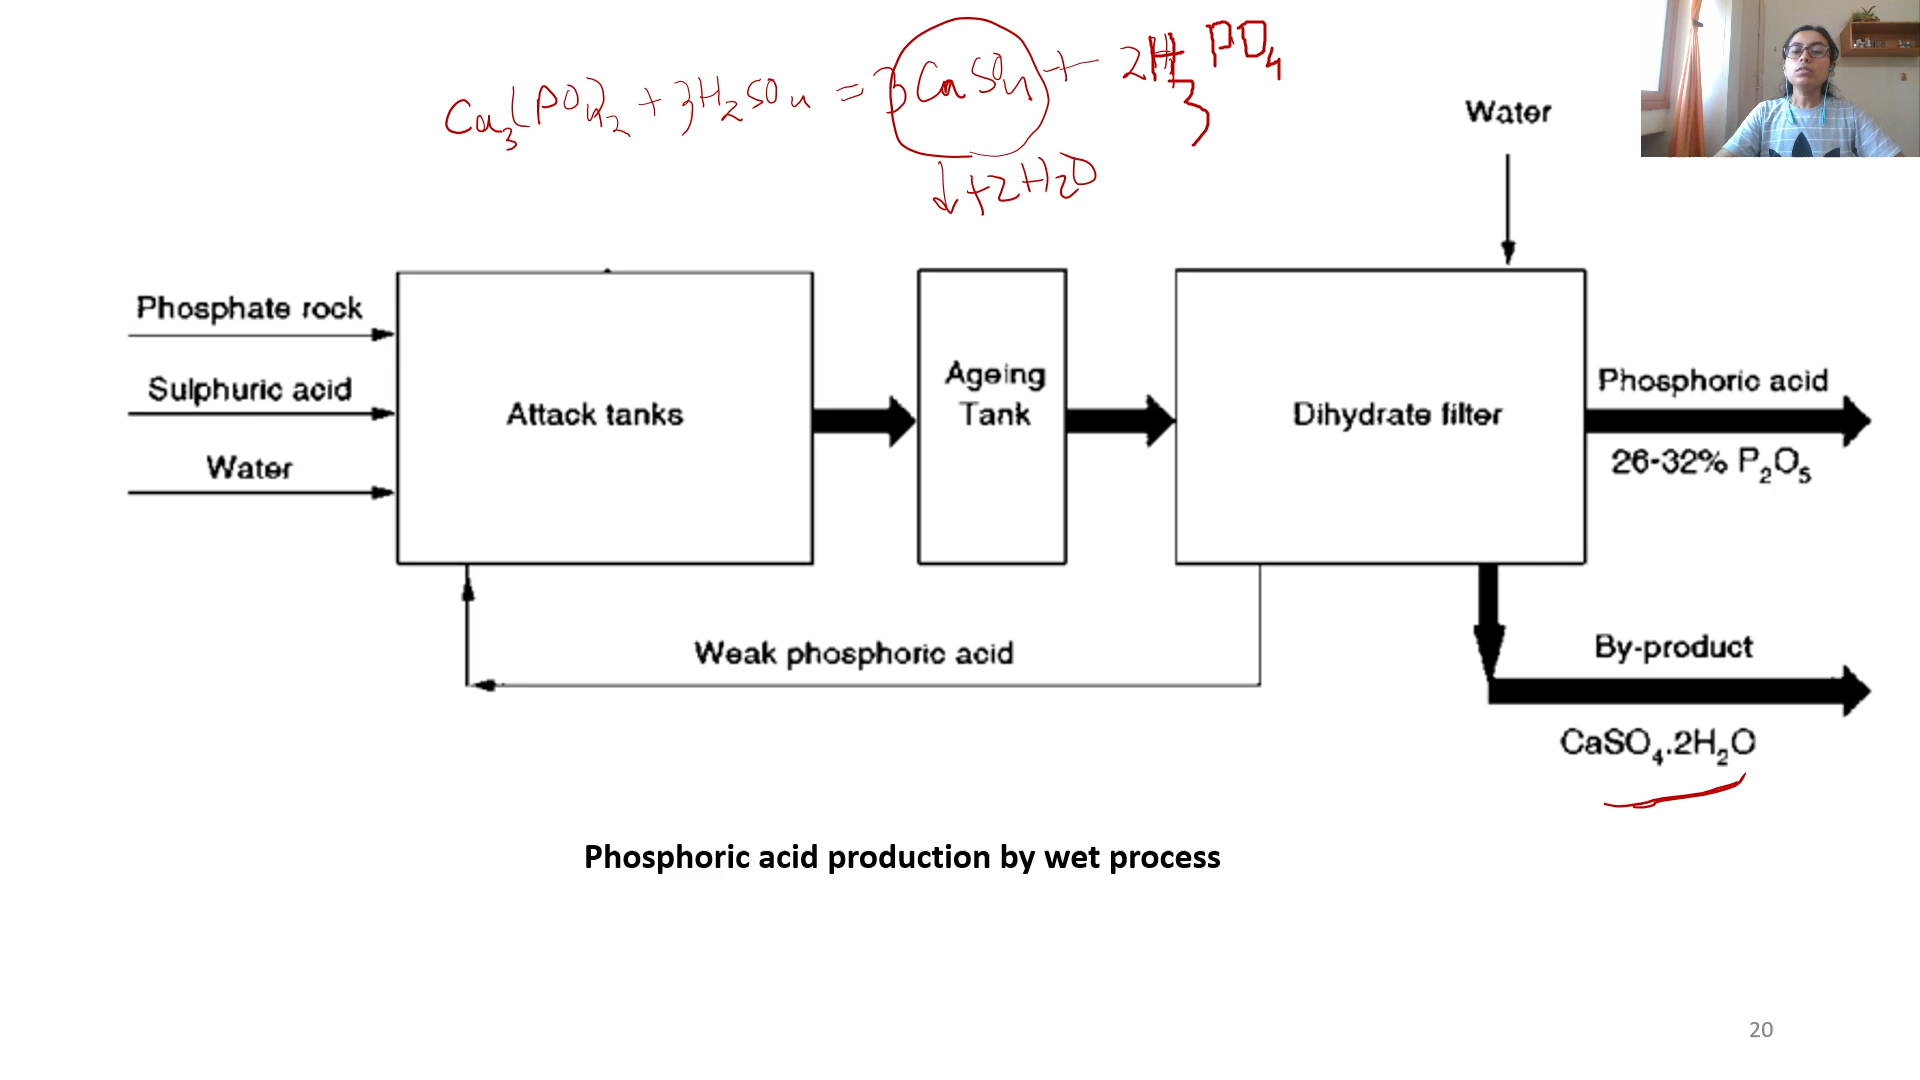 Ca₃(PO₄)₂ + 3H₂SO₄ = 3CaSO₄ + 2H₃PO₄
↓+2H₂O
Water
Phosphate rock
Sulphuric acid
Water
Attack tanks
Ageing
Tank
Dihydrate filter
Phosphoric acid
26-32% P₂O₅
Weak phosphoric acid
By-product
CaSO₄.2H₂O
Phosphoric acid production by wet process
20